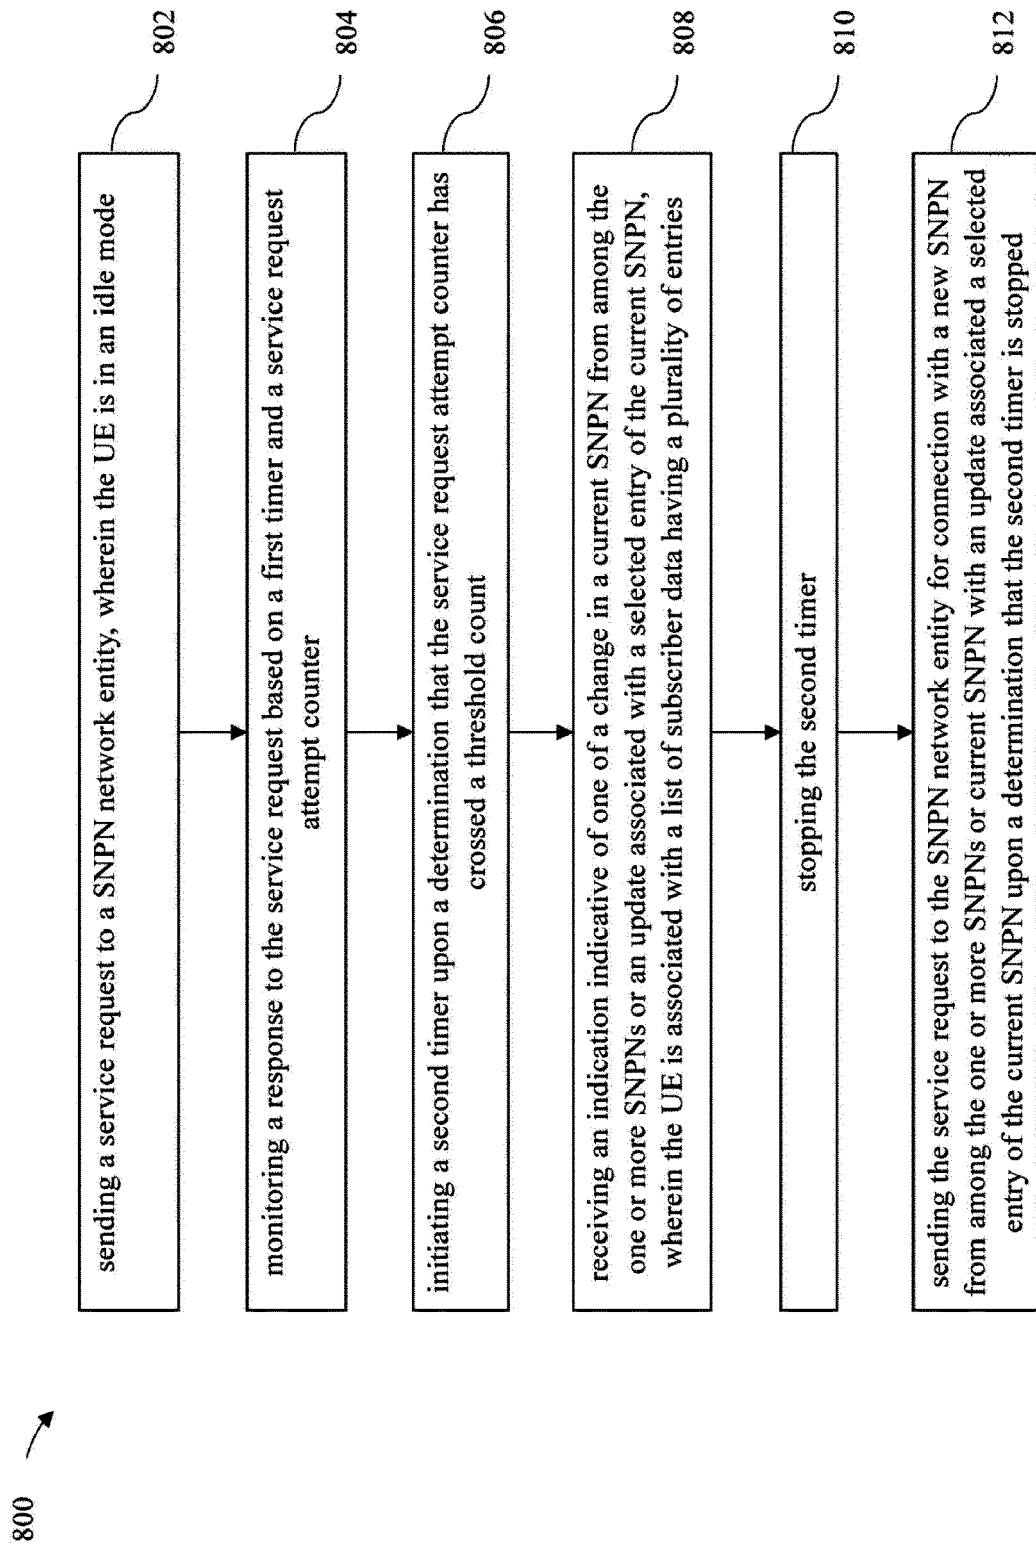 800
sending a service request to a SNPN network entity, wherein the UE is in an idle mode
802
monitoring a response to the service request based on a first timer and a service request
attempt counter
804
initiating a second timer upon a determination that the service request attempt counter has
crossed a threshold count
806
receiving an indication indicative of one of a change in a current SNPN from among the
one or more SNPNs or an update associated with a selected entry of the current SNPN,
wherein the UE is associated with a list of subscriber data having a plurality of entries
808
stopping the second timer
810
sending the service request to the SNPN network entity for connection with a new SNPN
from among the one or more SNPNs or current SNPN with an update associated a selected
entry of the current SNPN upon a determination that the second timer is stopped
812